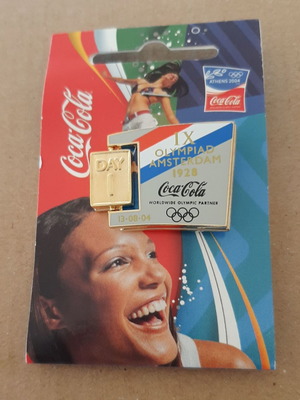 ATHENS 2004
Coca-Cola
Coca-Cola
IX
OLYMPIAD
AMSTERDAM
1928
DAY
1
Coca-Cola
WORLDWIDE OLYMPIC PARTNER
13-08-04